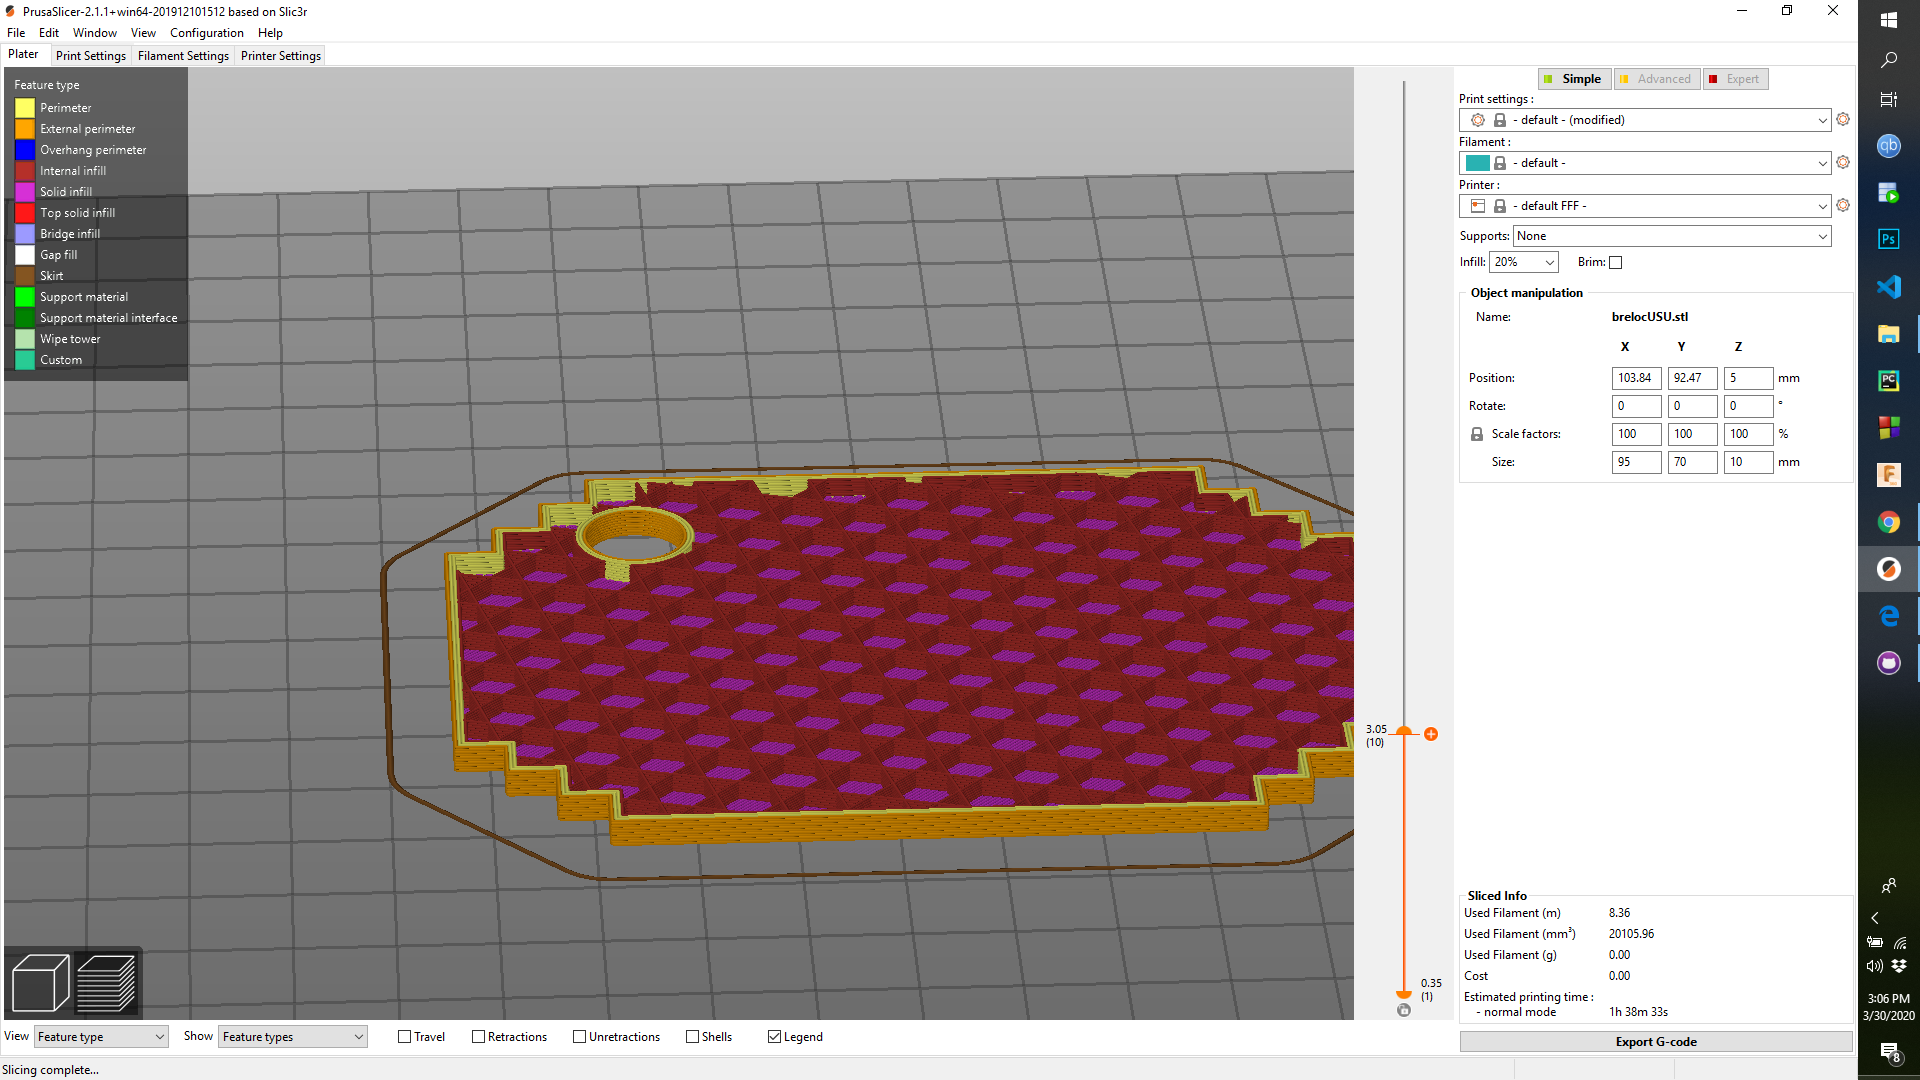 PrusaSlicer-2.1.1+win64-201912101512 based on Slic3r
File Edit Window View Configuration Help
Plater Print Settings Filament Settings Printer Settings
Feature type
Perimeter
External perimeter
Overhang perimeter
Internal infill
Solid infill
Top solid infill
Bridge infill
Gap fill
Skirt
Support material
Support material interface
Wipe tower
Custom
3.05
(10)
0.35
(1)
Simple Advanced Expert
Print settings :
- default - (modified)
Filament :
- default -
Printer :
- default FFF -
Supports: None
Infill: 20% Brim:
Object manipulation
Name: brelocUSU.stl
X Y Z
Position: 103.84 92.47 5 mm
Rotate: 0 0 0 °
Scale factors: 100 100 100 %
Size: 95 70 10 mm
Sliced Info
Used Filament (m) 8.36
Used Filament (mm³) 20105.96
Used Filament (g) 0.00
Cost 0.00
Estimated printing time :
- normal mode 1h 38m 33s
Export G-code
View Feature type Show Feature types Travel Retractions Unretractions Shells Legend
Slicing complete...
qb
Ps
PC
F
3:06 PM
3/30/2020
8